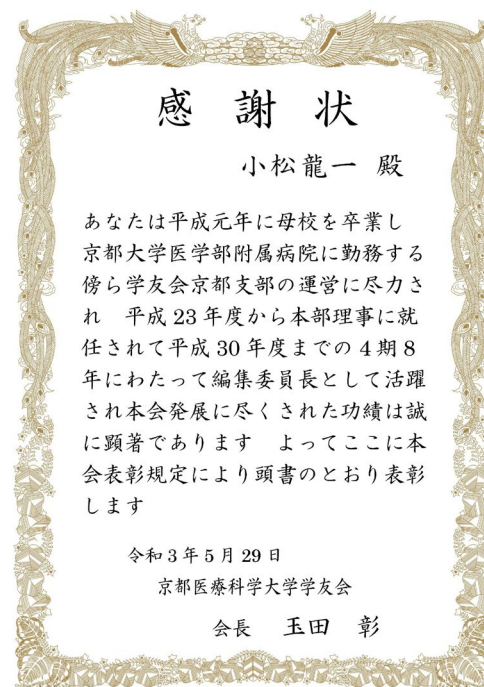 感謝状
小松龍一 殿
あなたは平成元年に母校を卒業し
京都大学医学部附属病院に勤務する
傍ら学友会京都支部の運営に尽力さ
れ　平成 23 年度から本部理事に就
任されて平成 30 年度までの 4 期 8
年にわたって編集委員長として活躍
され本会発展に尽くされた功績は誠
に顕著であります　よってここに本
会表彰規定により頭書のとおり表彰
します
令和 3 年 5 月 29 日
京都医療科学大学学友会
会長　玉田　彰